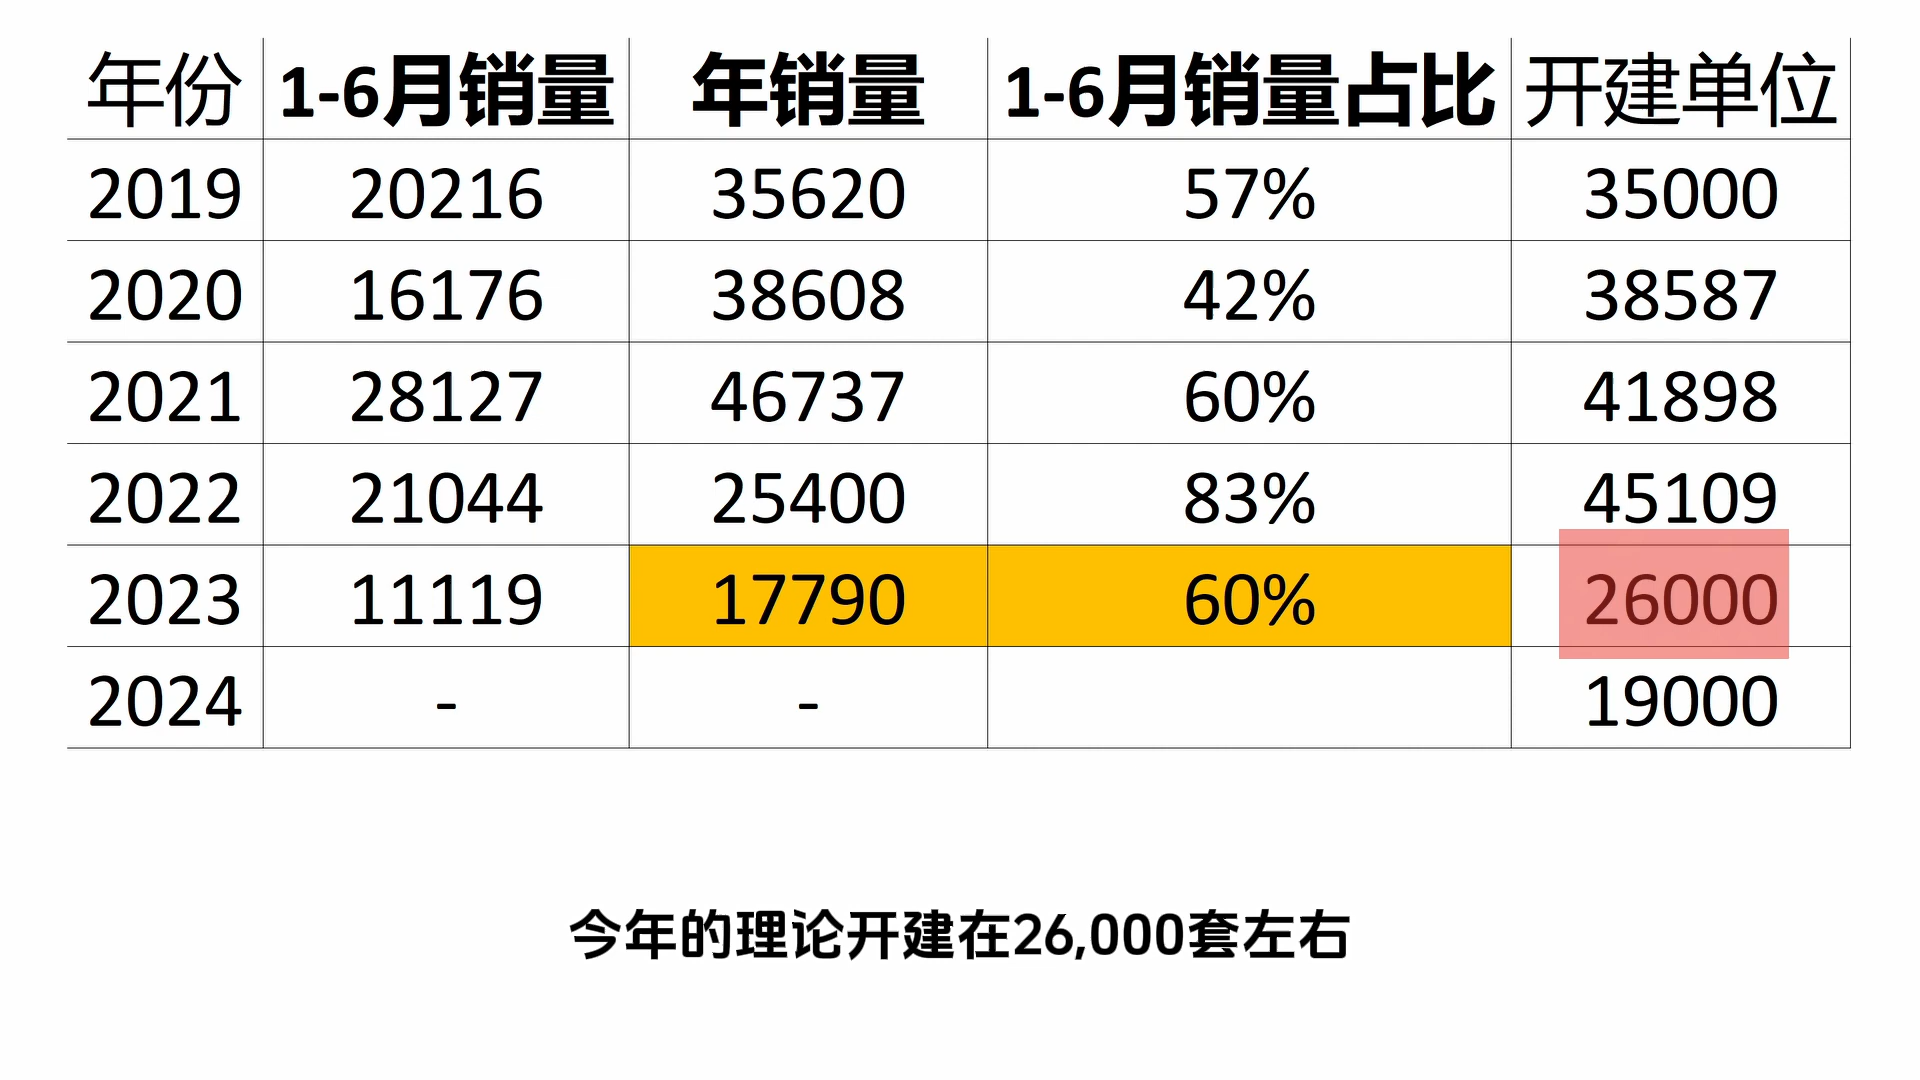 年份 1-6月销量 年销量 1-6月销量占比 开建单位
2019 20216 35620 57% 35000
2020 16176 38608 42% 38587
2021 28127 46737 60% 41898
2022 21044 25400 83% 45109
2023 11119 17790 60% 26000
2024 - - 19000
今年的理论开建在26,000套左右